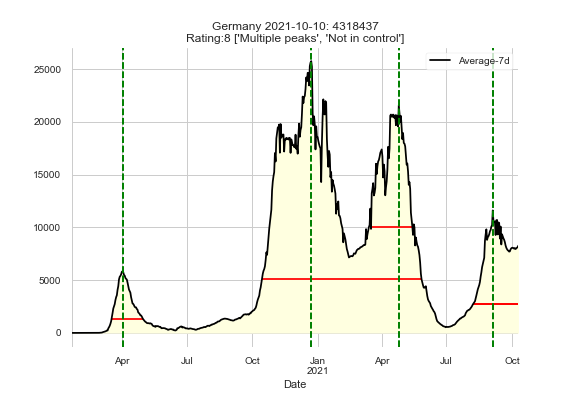 Germany 2021-10-10: 4318437
Rating:8 ['Multiple peaks', 'Not in control']
Average-7d
25000
20000
15000
10000
5000
0
Apr Jul Oct Jan Apr Jul Oct
2021
Date